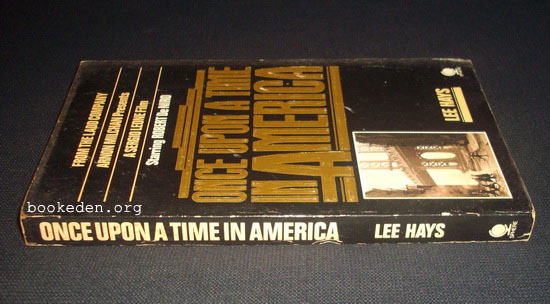 FROM THE LADD COMPANY
ARNON MILCHAN Presents
A SERGIO LEONE Film
Starring ROBERT De NIRO
ONCE UPON A TIME
IN AMERICA
LEE HAYS
bookeden.org
ONCE UPON A TIME IN AMERICA LEE HAYS
SPHERE